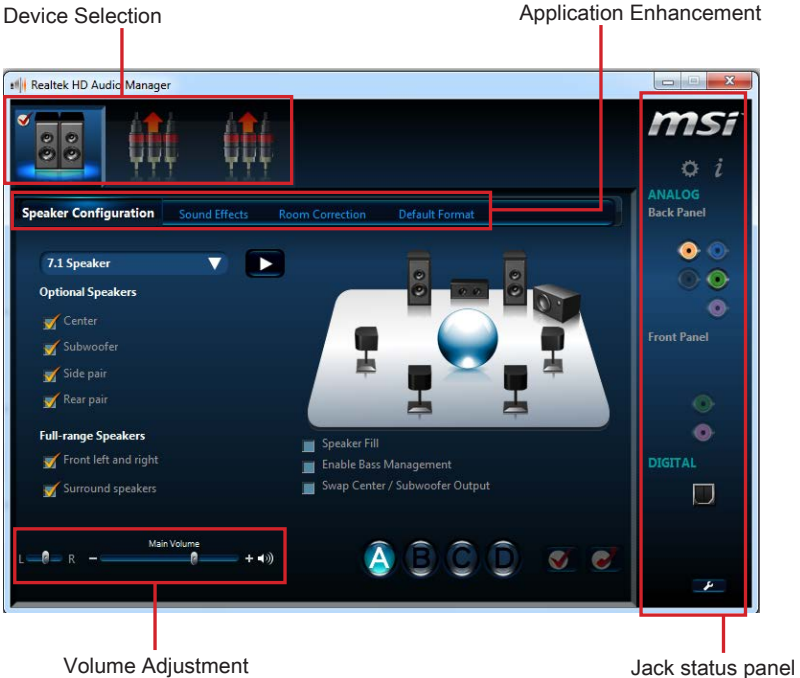 Device Selection
Application Enhancement
Realtek HD Audio Manager
msi
i
ANALOG
Back Panel
Speaker Configuration
Sound Effects
Room Correction
Default Format
7.1 Speaker
Optional Speakers
Center
Subwoofer
Side pair
Rear pair
Front Panel
Full-range Speakers
Front left and right
Surround speakers
Speaker Fill
Enable Bass Management
Swap Center / Subwoofer Output
DIGITAL
Main Volume
L
R
A
B
C
D
Volume Adjustment
Jack status panel